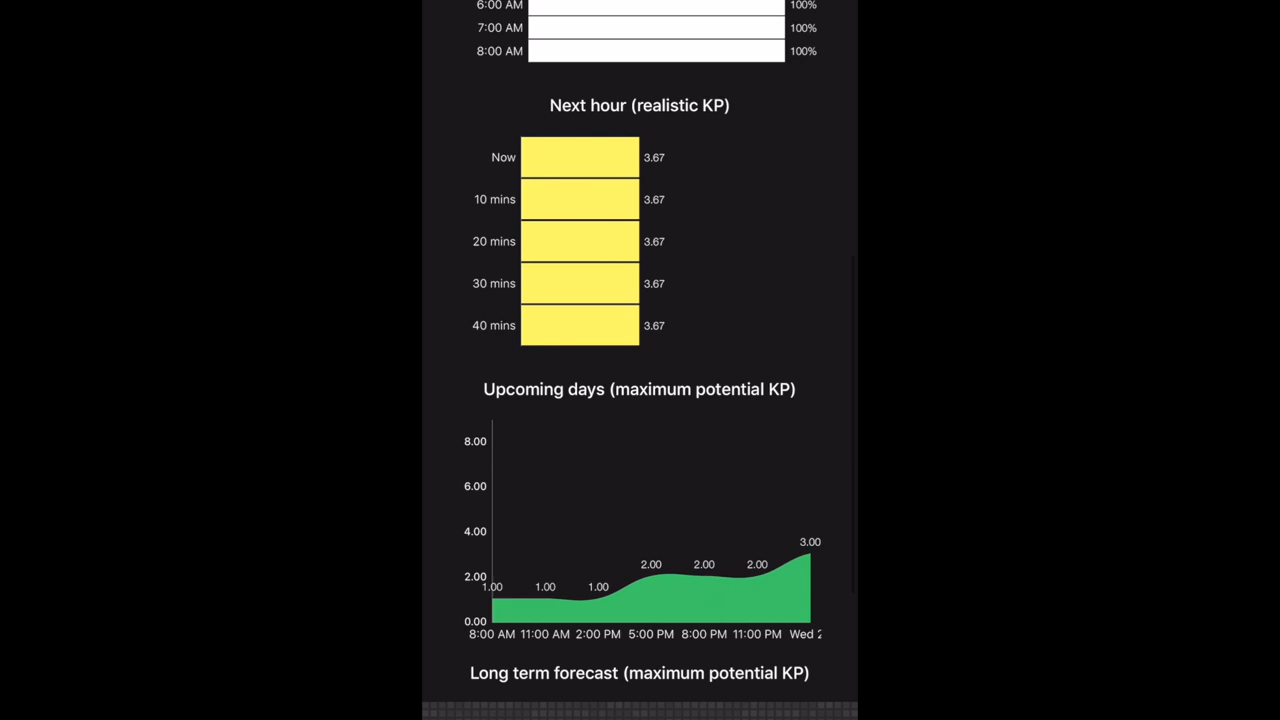 6:00 AM 100%
7:00 AM 100%
8:00 AM 100%
Next hour (realistic KP)
Now 3.67
10 mins 3.67
20 mins 3.67
30 mins 3.67
40 mins 3.67
Upcoming days (maximum potential KP)
8.00
6.00
4.00
3.00
2.00 2.00 2.00
2.00
1.00 1.00 1.00
0.00
8:00 AM 11:00 AM 2:00 PM 5:00 PM 8:00 PM 11:00 PM Wed 2
Long term forecast (maximum potential KP)